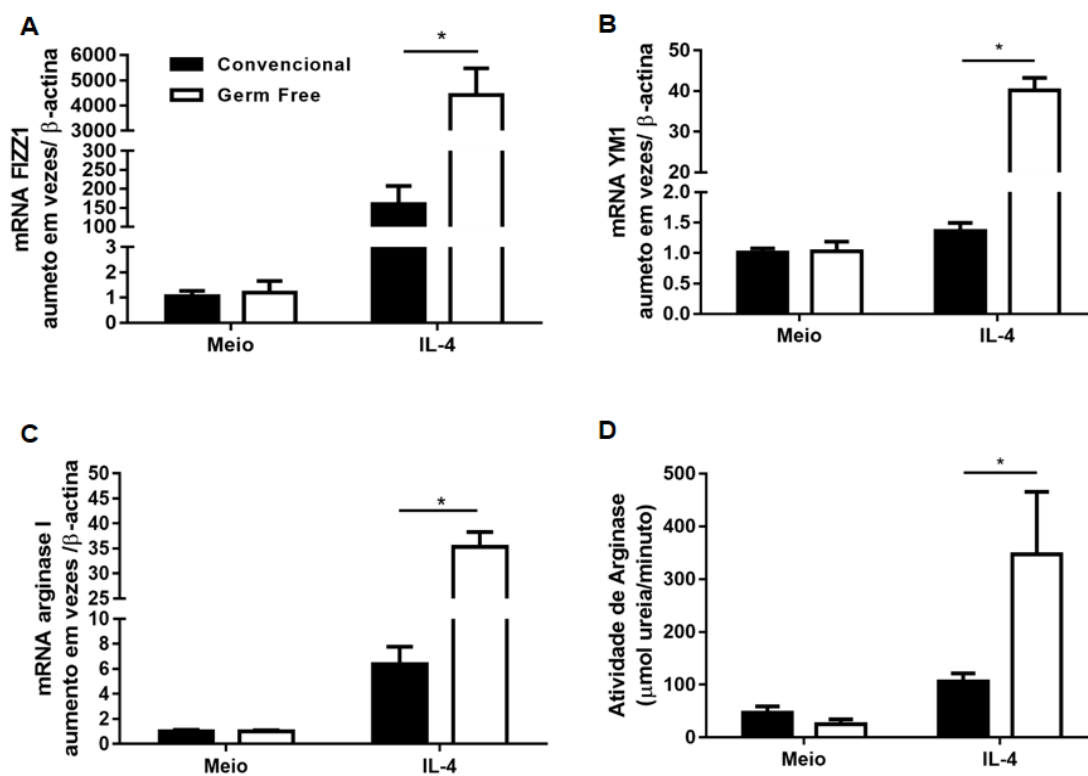 A
mRNA FIZZ1
aumeto em vezes/ β-actina
6000
5000
4000
3000
250
200
150
100
3
2
1
0
Convencional
Germ Free
*
Meio
IL-4
B
mRNA YM1
aumeto em vezes/ β-actina
50
40
30
20
2.0
1.5
1.0
0.5
0.0
*
Meio
IL-4
C
mRNA arginase I
aumento em vezes /β-actina
50
45
40
35
30
25
10
8
6
4
2
0
*
Meio
IL-4
D
Atividade de Arginase
(μmol ureia/minuto)
500
400
300
200
100
0
*
Meio
IL-4